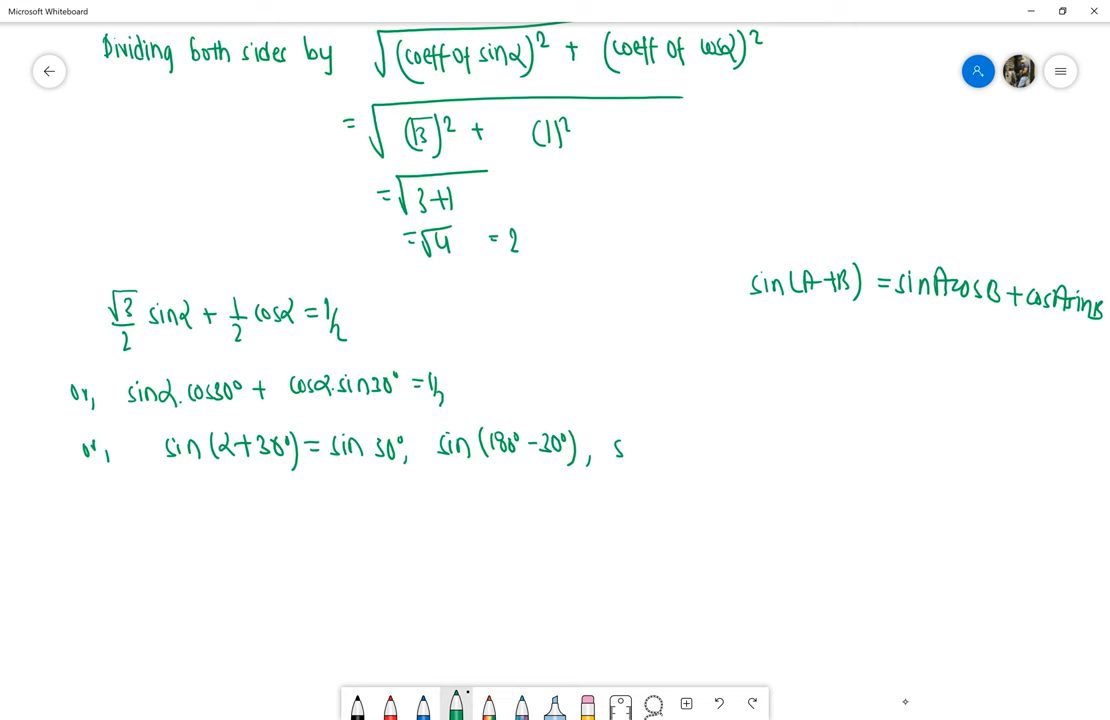 Microsoft Whiteboard
Dividing both sides by √(coeff of sinα)² + (coeff of cosα)²
= √(√3)² + (1)²
= √3+1
= √4 = 2
sin(A+B) = sinAcosB + cosAsinB
√3/2 sinα + 1/2 cosα = 1/2
or, sinα.cos30° + cosα.sin30° = 1/2
or, sin(α+30°) = sin 30°, sin(180°-30°), s